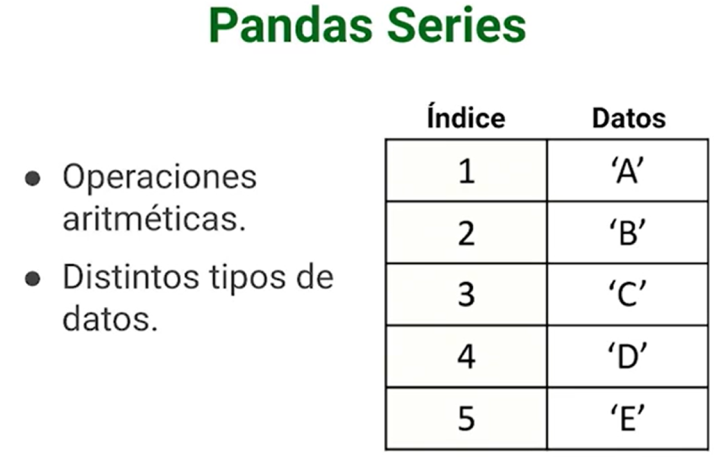 Pandas Series
● Operaciones
aritméticas.
● Distintos tipos de
datos.
Índice Datos
1 ‘A’
2 ‘B’
3 ‘C’
4 ‘D’
5 ‘E’